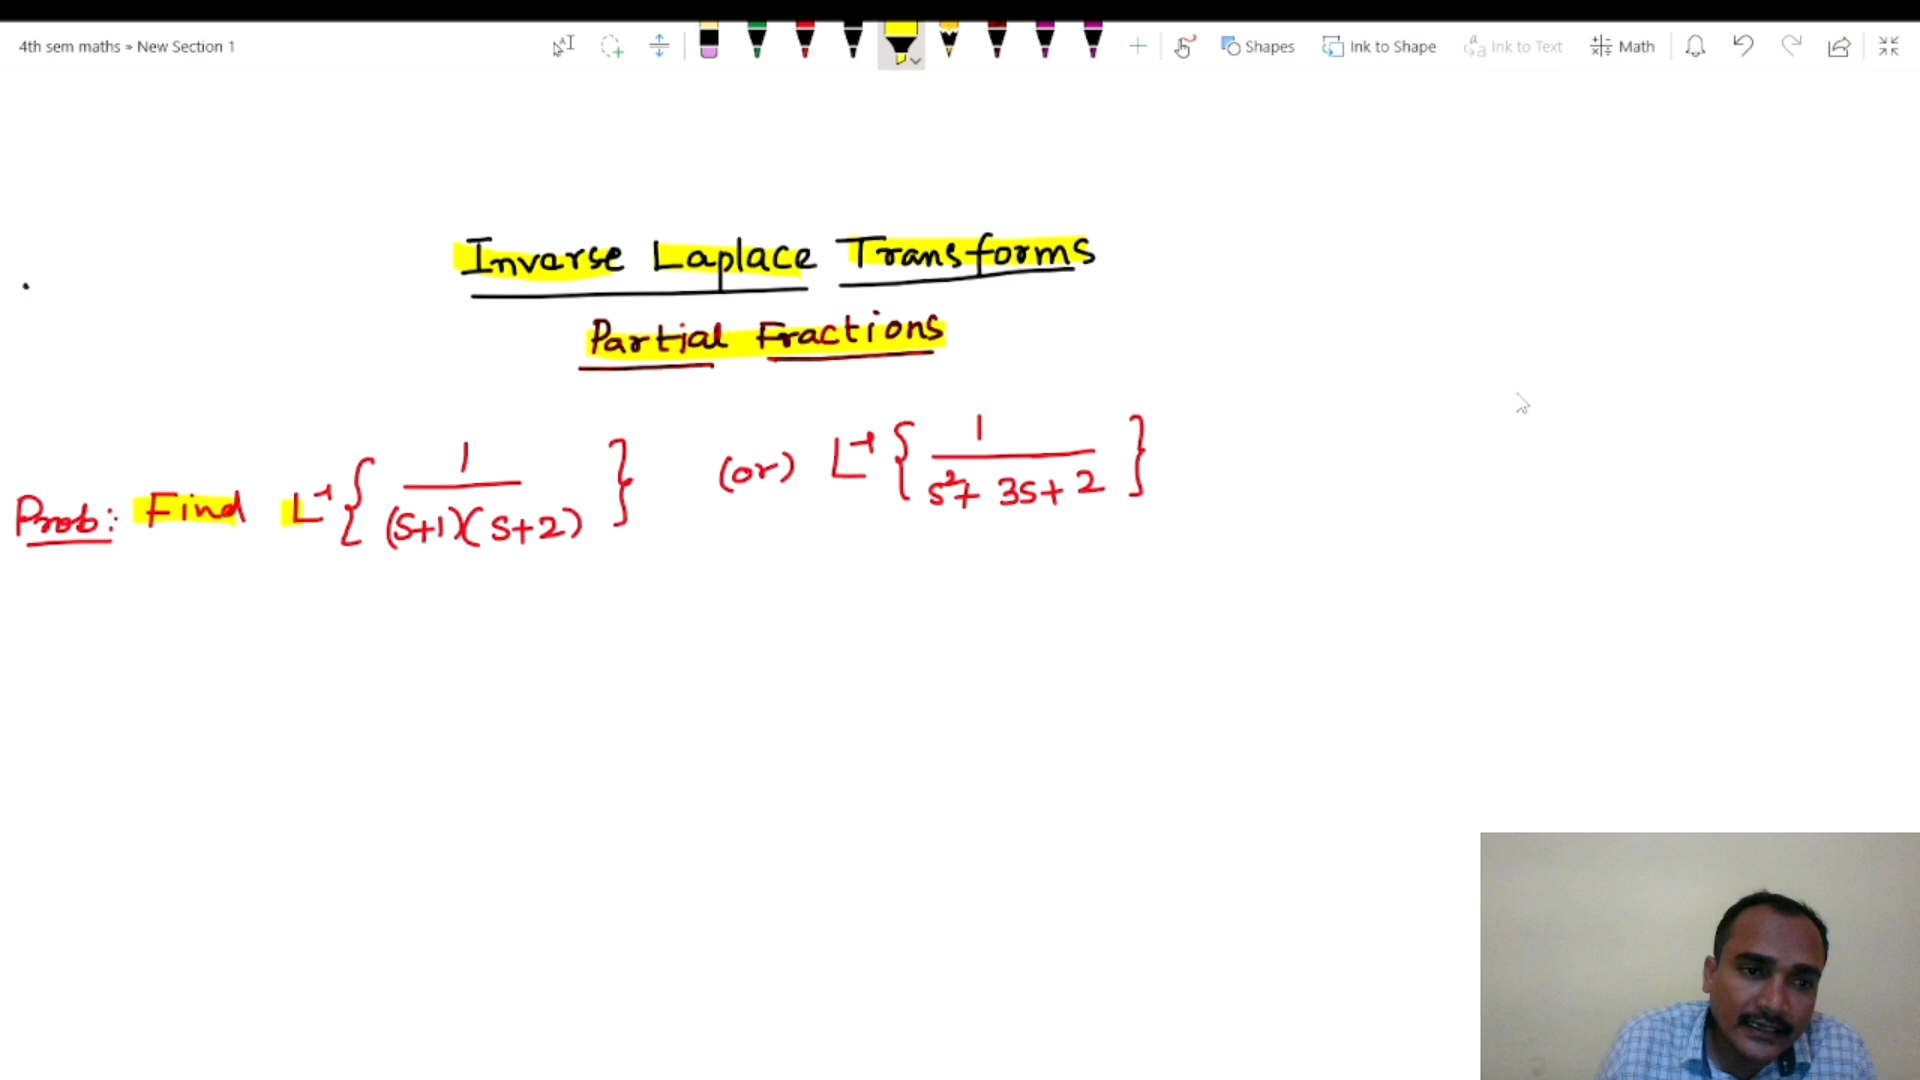 4th sem maths » New Section 1
Shapes Ink to Shape Ink to Text Math
Inverse Laplace Transforms
Partial Fractions
Prob: Find L⁻¹{ 1/((s+1)(s+2)) } (or) L⁻¹{ 1/(s²+3s+2) }